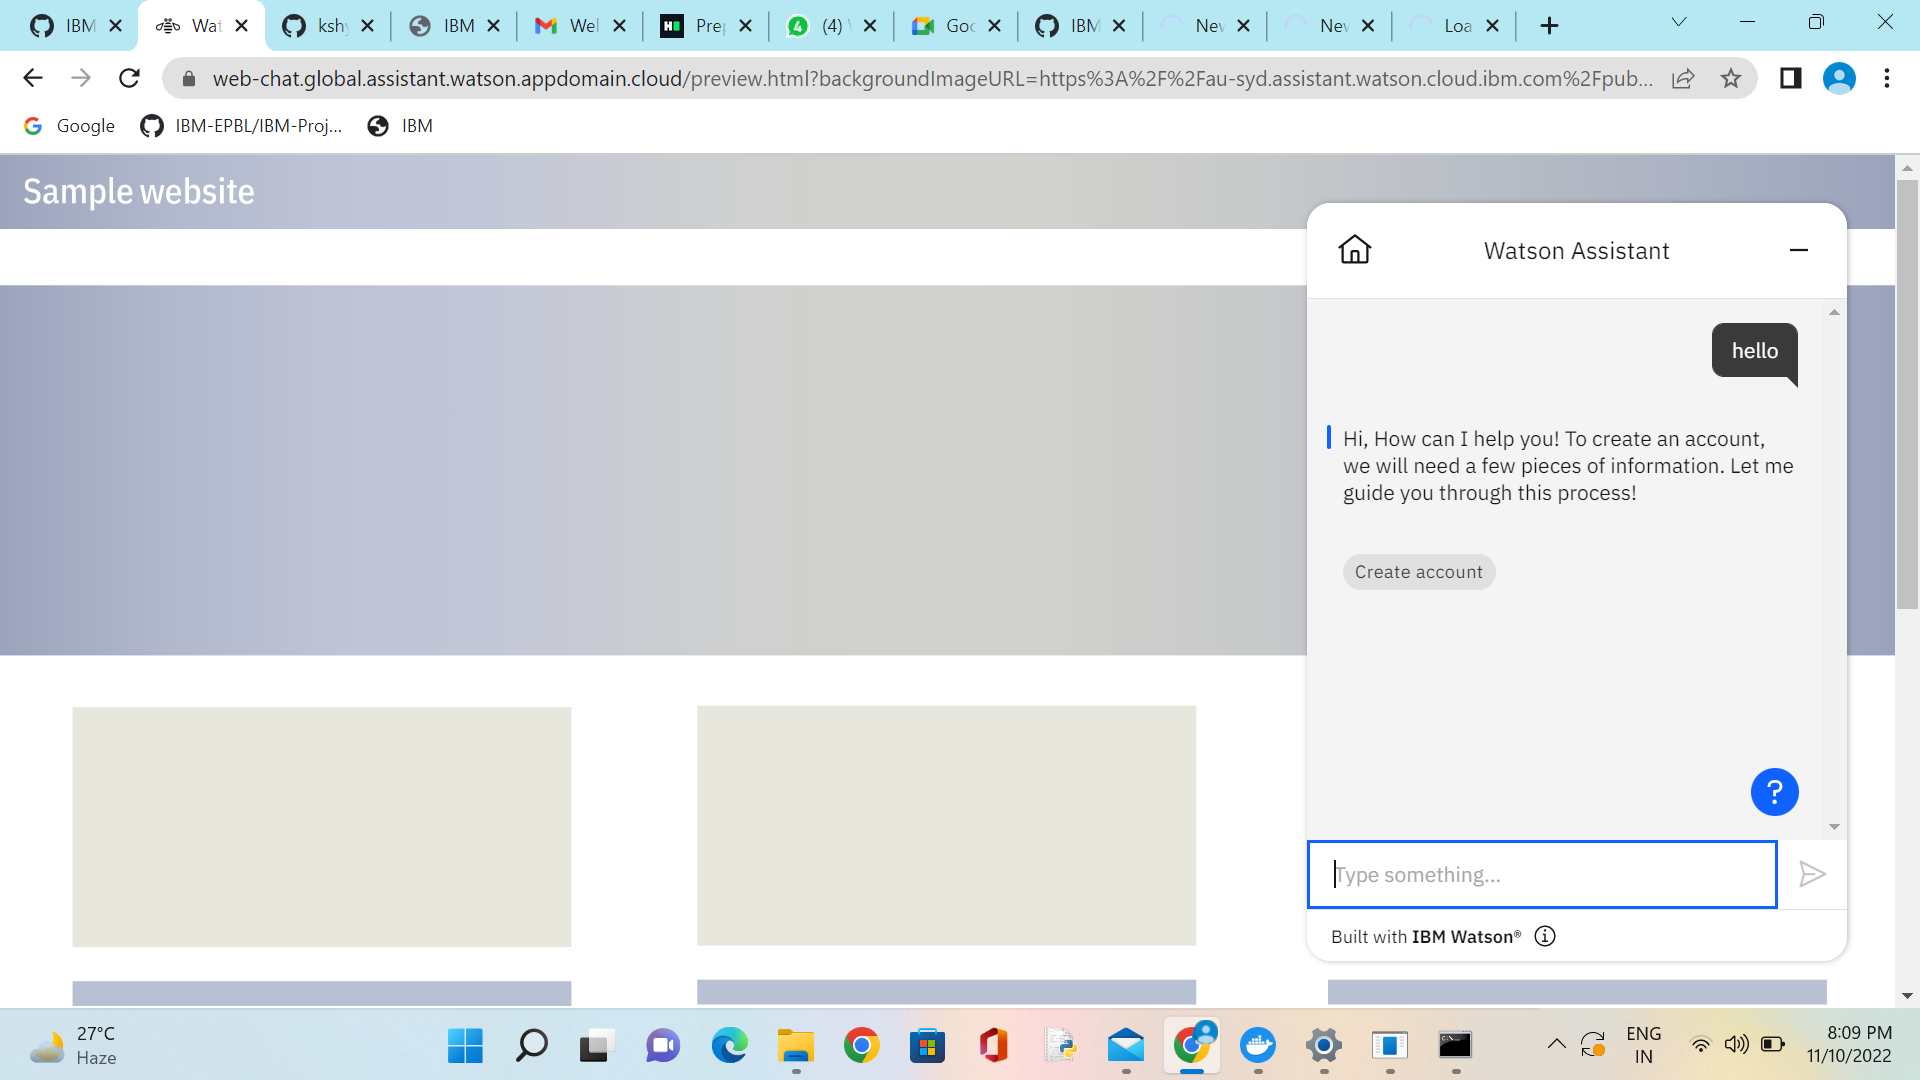 IBM
Wat
kshy
IBM
Wel
Prep
(4)
Goo
IBM
New
New
Loa
web-chat.global.assistant.watson.appdomain.cloud/preview.html?backgroundImageURL=https%3A%2F%2Fau-syd.assistant.watson.cloud.ibm.com%2Fpub...
Google
IBM-EPBL/IBM-Proj...
IBM
Sample website
Watson Assistant
hello
Hi, How can I help you! To create an account,
we will need a few pieces of information. Let me
guide you through this process!
Create account
?
Type something...
Built with IBM Watson®
27°C
Haze
ENG
IN
8:09 PM
11/10/2022